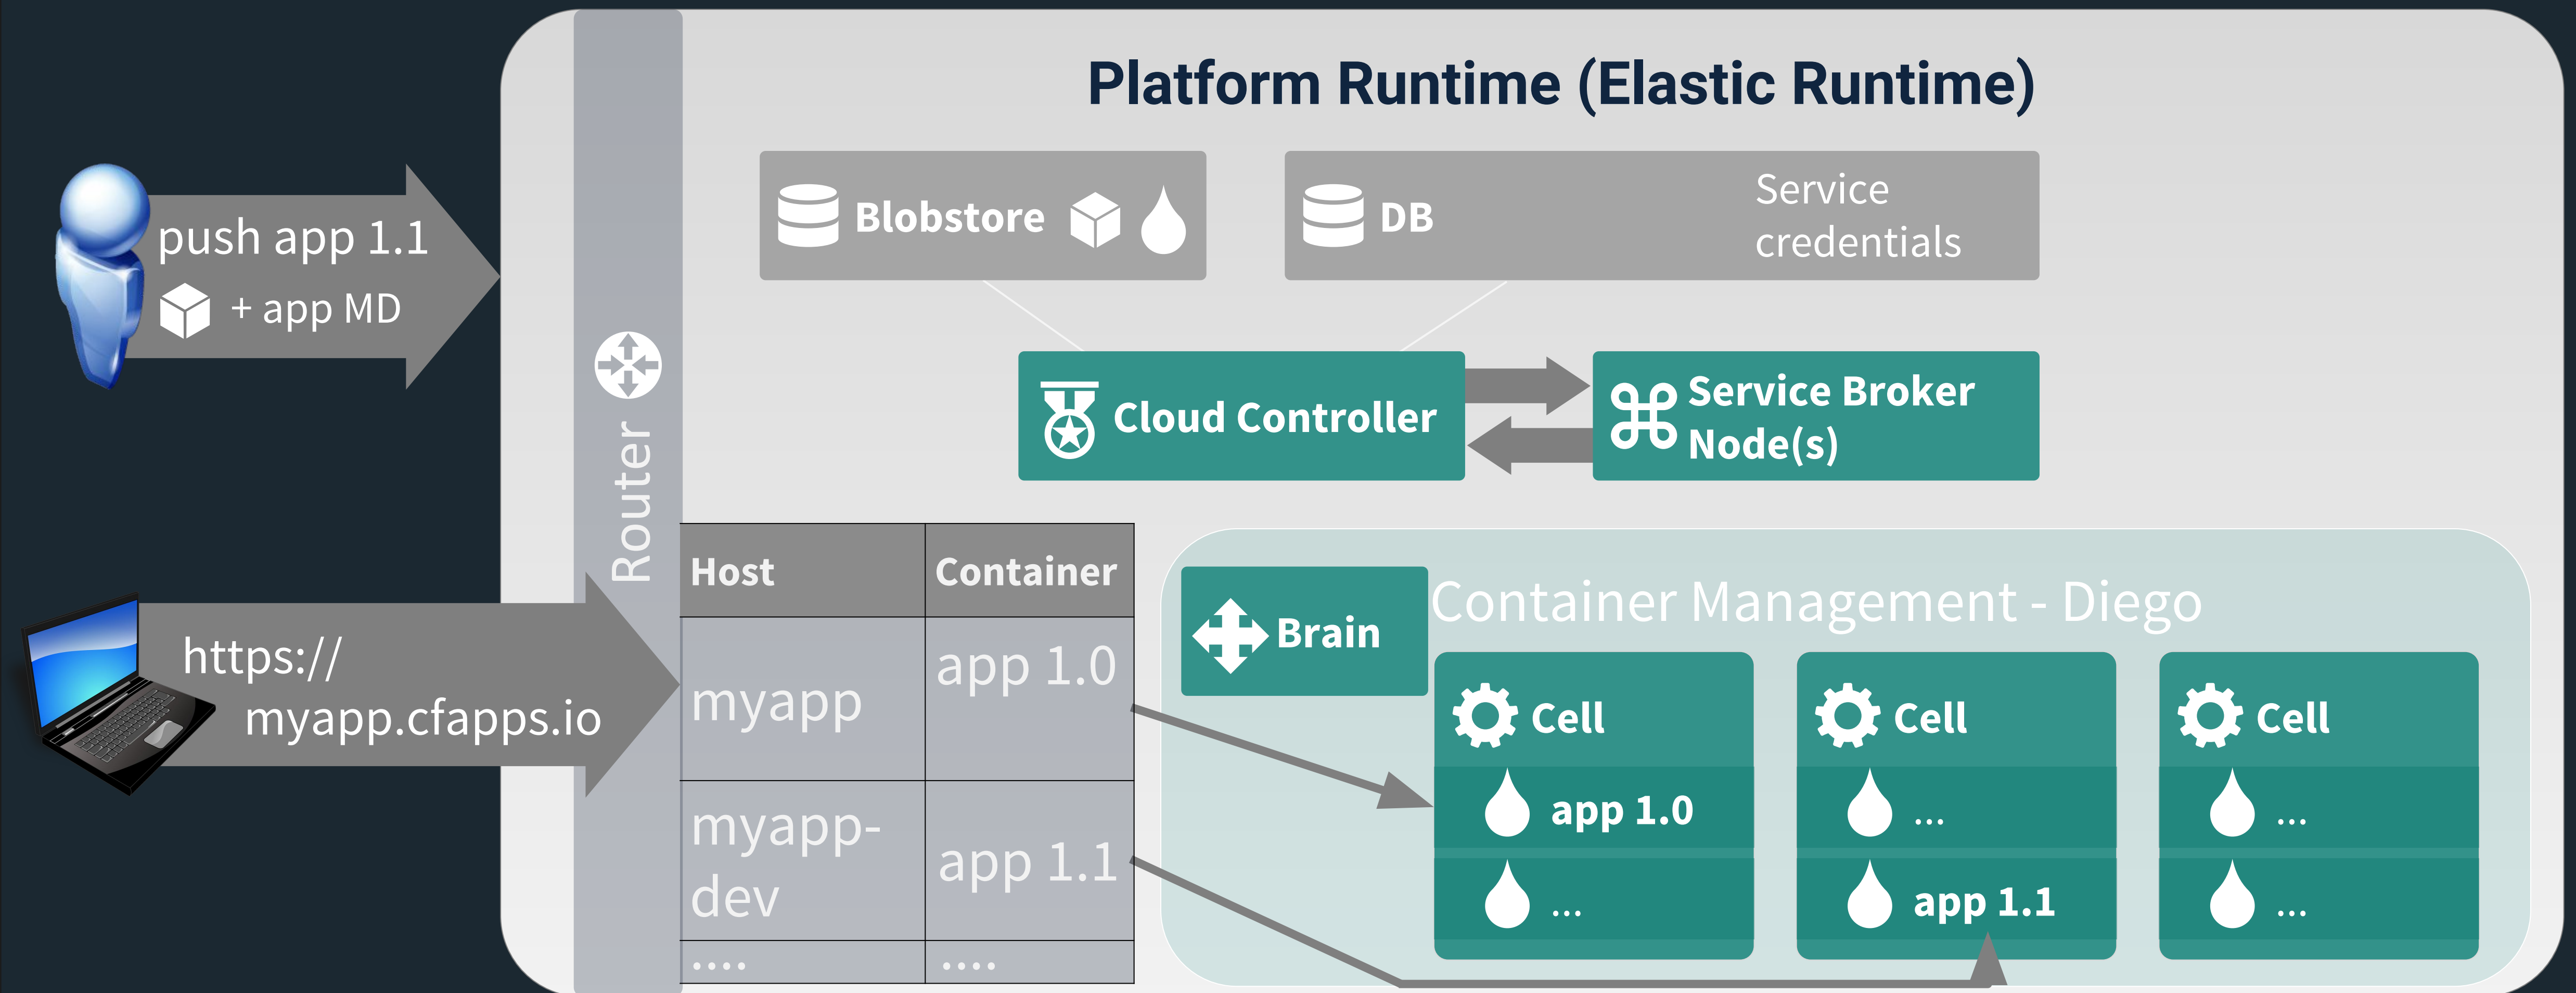 Platform Runtime (Elastic Runtime)
Blobstore
DB
Service
credentials
push app 1.1
+ app MD
Cloud Controller
Service Broker
Node(s)
Router
https://
myapp.cfapps.io
Host Container
myapp app 1.0
myapp-
dev
app 1.1
.... ....
Brain
Container Management - Diego
Cell
app 1.0
...
Cell
...
app 1.1
Cell
...
...